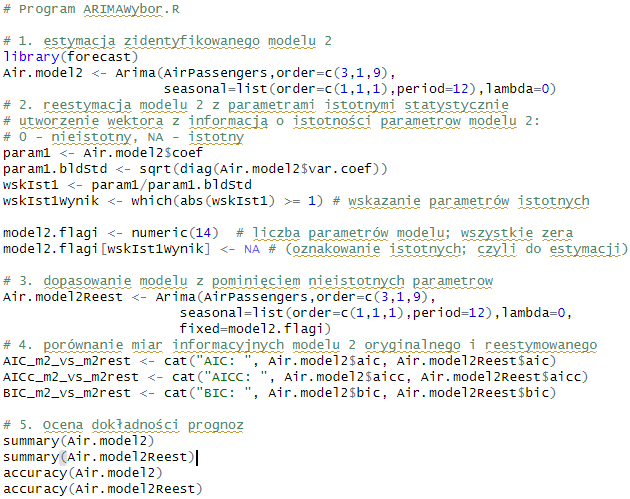 # Program ARIMAWybor.R
# 1. estymacja zidentyfikowanego modelu 2
library(forecast)
Air.model2 <- Arima(AirPassengers,order=c(3,1,9),
seasonal=list(order=c(1,1,1),period=12),lambda=0)
# 2. reestymacja modelu 2 z parametrami istotnymi statystycznie
# utworzenie wektora z informacją o istotności parametrow modelu 2:
# 0 - nieistotny, NA - istotny
param1 <- Air.model2$coef
param1.bldStd <- sqrt(diag(Air.model2$var.coef))
wskIst1 <- param1/param1.bldStd
wskIst1Wynik <- which(abs(wskIst1) >= 1) # wskazanie parametrów istotnych
model2.flagi <- numeric(14)  # liczba parametrów modelu; wszystkie zera
model2.flagi[wskIst1Wynik] <- NA # (oznakowanie istotnych; czyli do estymacji)
# 3. dopasowanie modelu z pominięciem nieistotnych parametrow
Air.model2Reest <- Arima(AirPassengers,order=c(3,1,9),
seasonal=list(order=c(1,1,1),period=12),lambda=0,
fixed=model2.flagi)
# 4. porównanie miar informacyjnych modelu 2 oryginalnego i reestymowanego
AIC_m2_vs_m2rest <- cat("AIC: ", Air.model2$aic, Air.model2Reest$aic)
AICc_m2_vs_m2rest <- cat("AICC: ", Air.model2$aicc, Air.model2Reest$aicc)
BIC_m2_vs_m2rest <- cat("BIC: ", Air.model2$bic, Air.model2Reest$bic)
# 5. Ocena dokładności prognoz
summary(Air.model2)
summary(Air.model2Reest)
accuracy(Air.model2)
accuracy(Air.model2Reest)